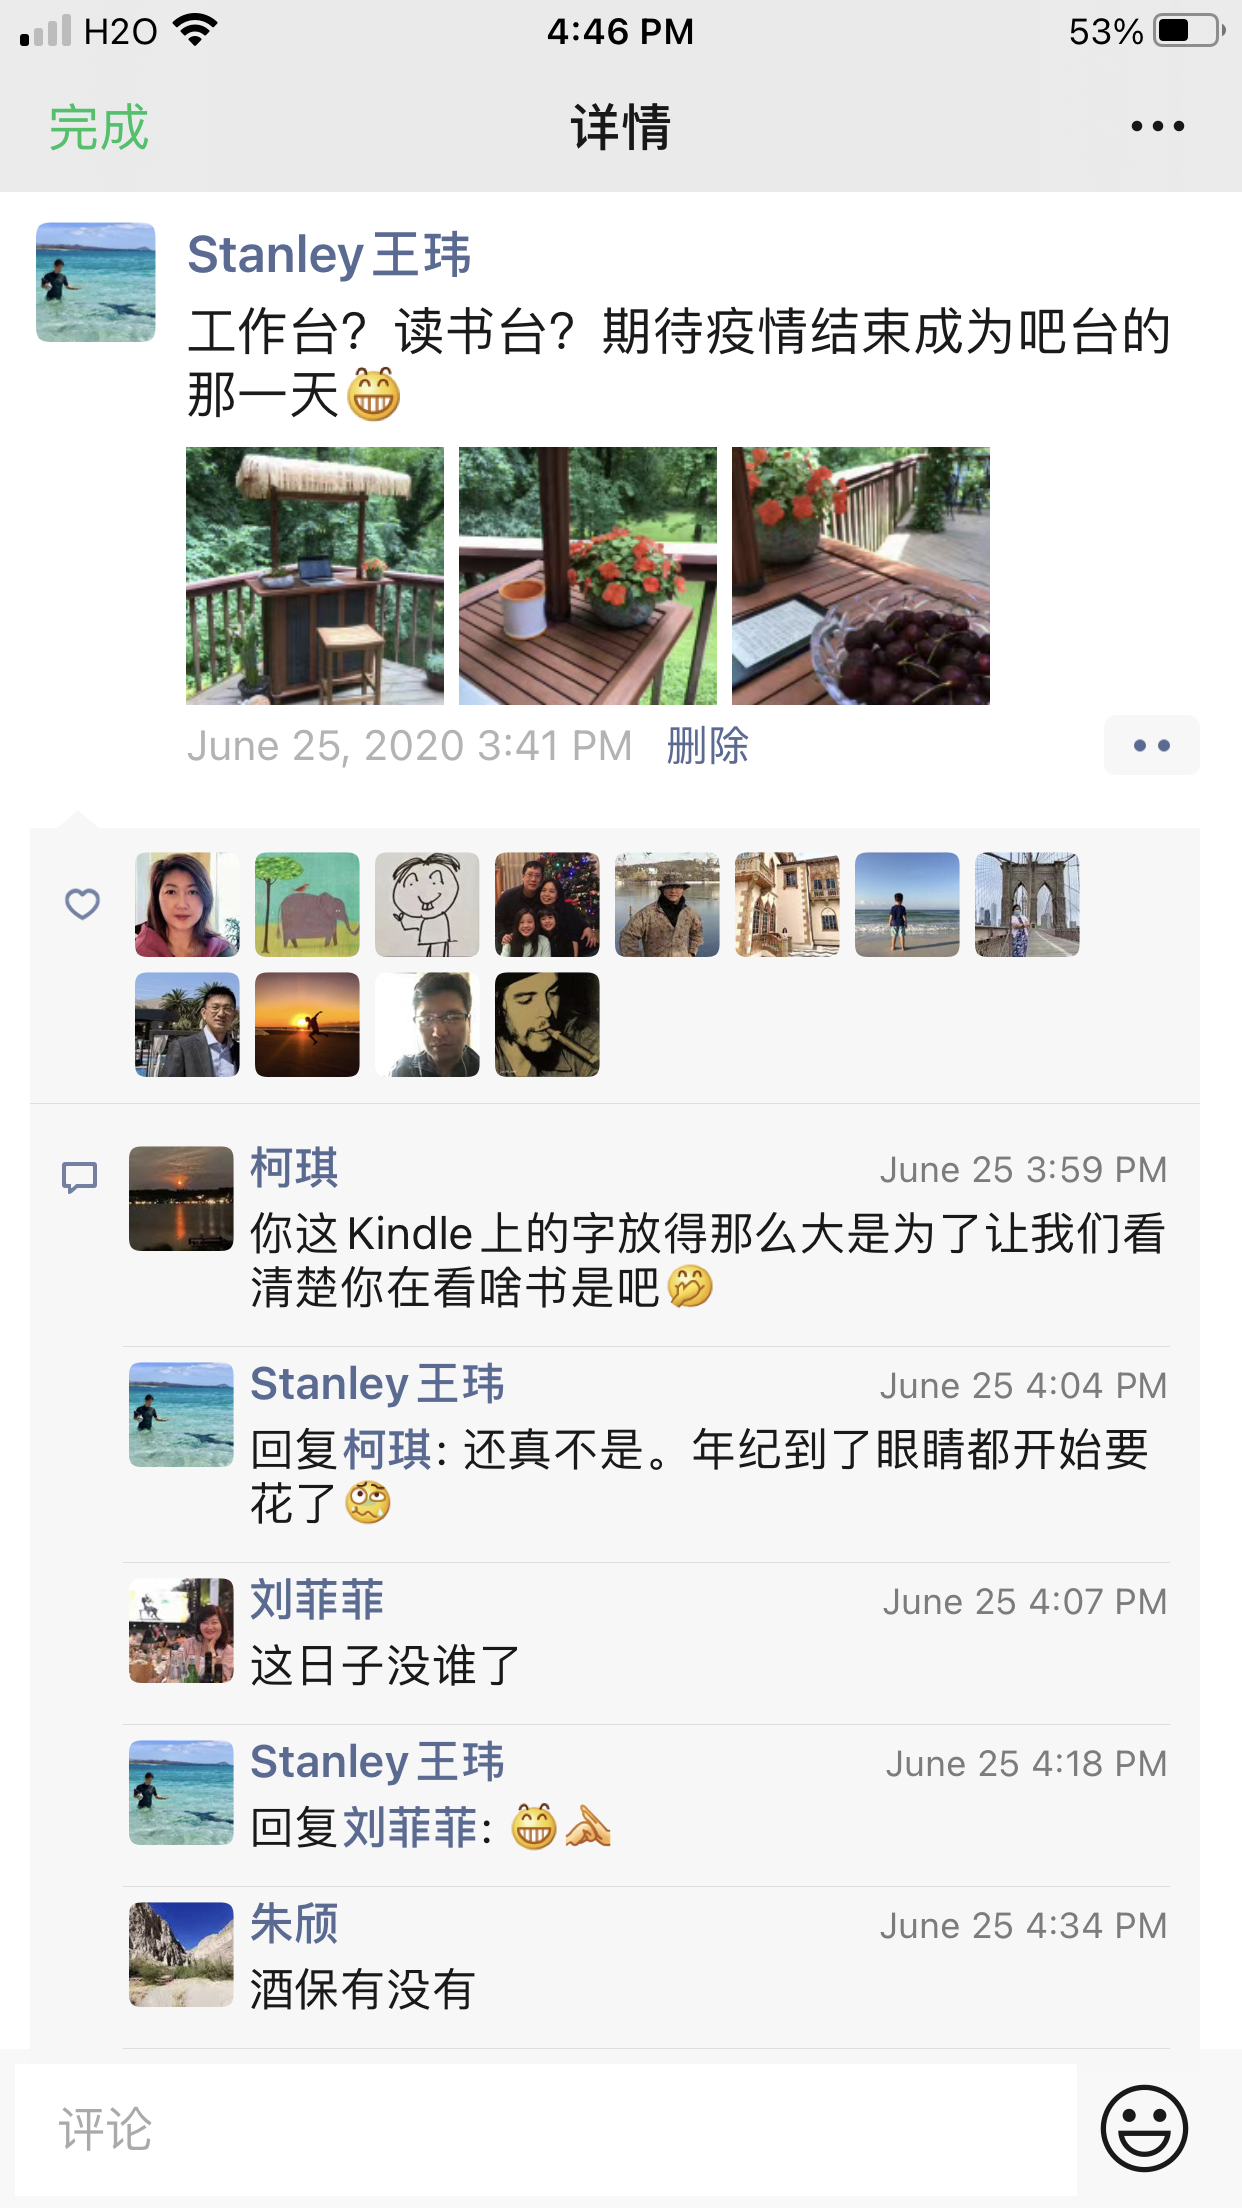 H2O 4:46 PM 53%
完成 详情
Stanley王玮
工作台？读书台？期待疫情结束成为吧台的
那一天😁
June 25, 2020 3:41 PM 删除
柯琪 June 25 3:59 PM
你这Kindle上的字放得那么大是为了让我们看
清楚你在看啥书是吧🤭
Stanley王玮 June 25 4:04 PM
回复柯琪: 还真不是。年纪到了眼睛都开始要
花了
刘菲菲 June 25 4:07 PM
这日子没谁了
Stanley王玮 June 25 4:18 PM
回复刘菲菲: 😁
朱颀 June 25 4:34 PM
酒保有没有
评论